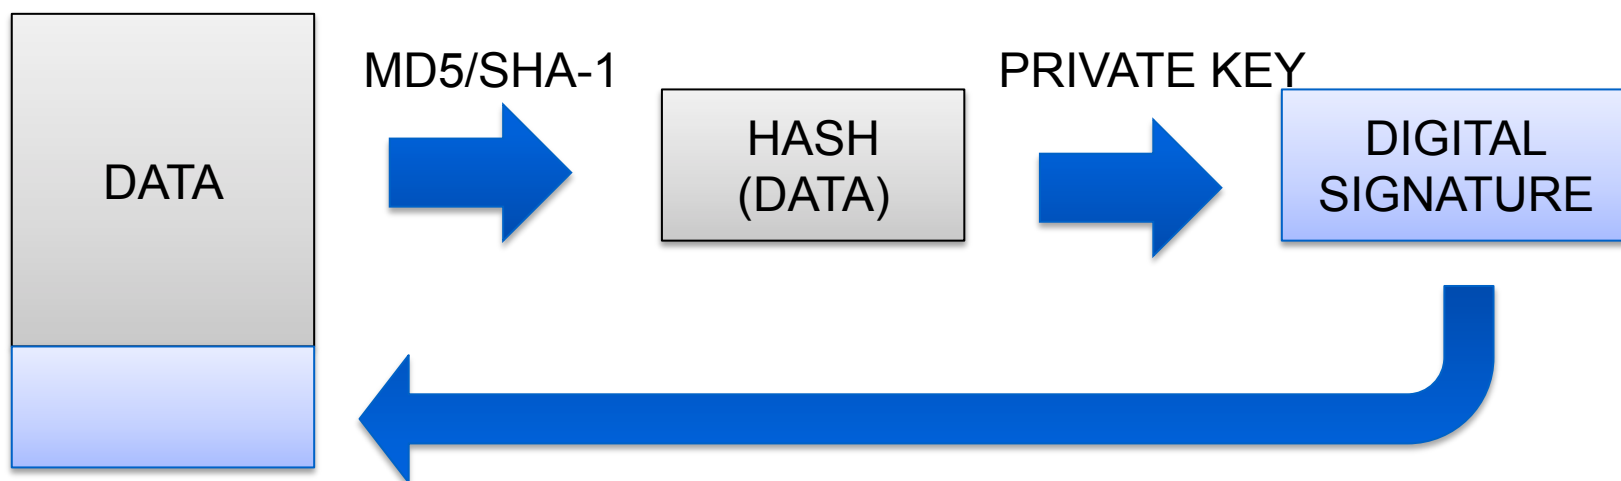 DATA
MD5/SHA-1
HASH
(DATA)
PRIVATE KEY
DIGITAL
SIGNATURE